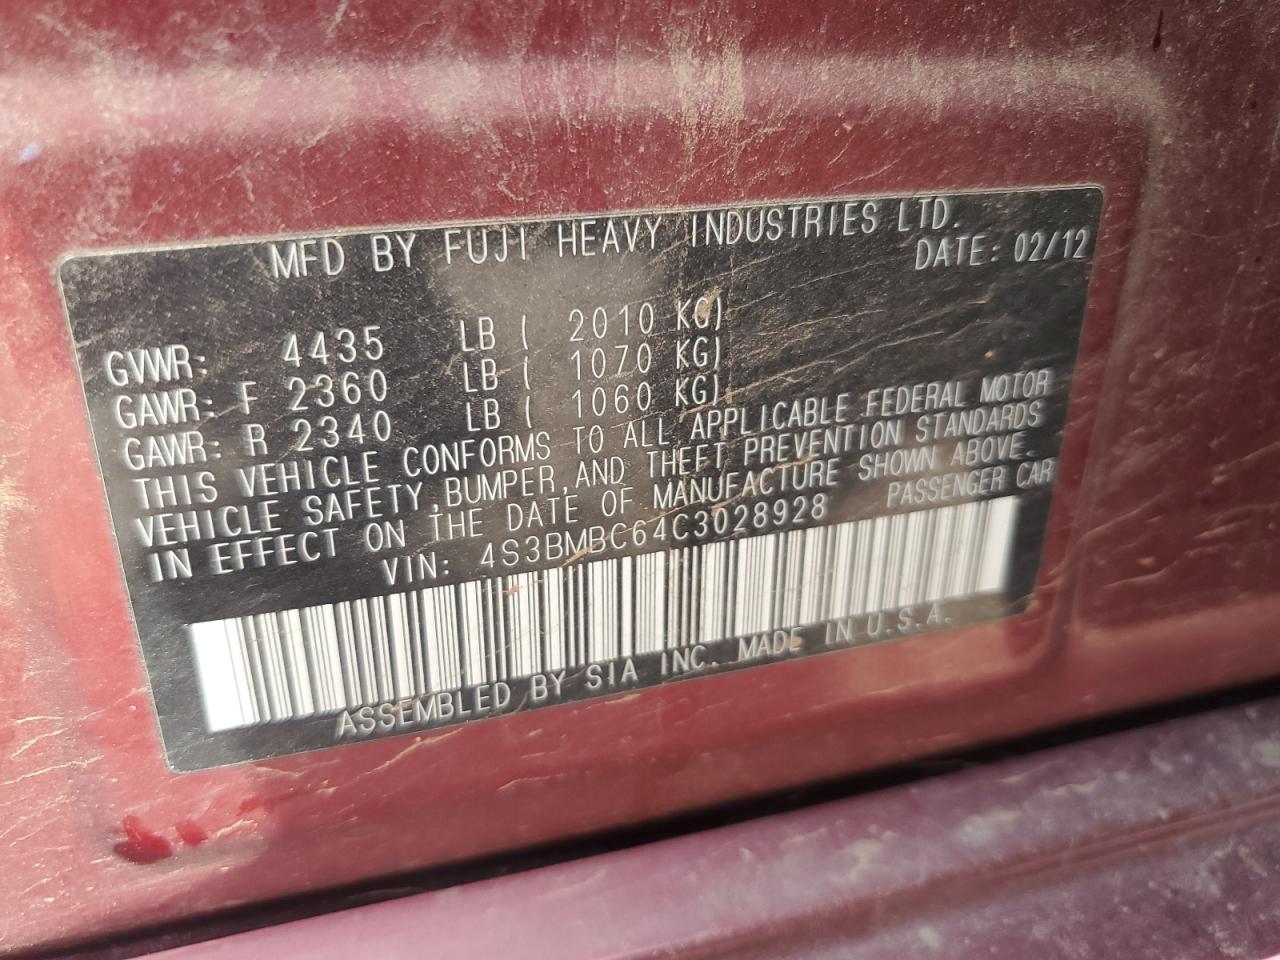 MFD BY FUJI HEAVY INDUSTRIES LTD.
DATE: 02/12
GVWR: 4435 LB ( 2010 KG)
GAWR: F 2360 LB ( 1070 KG)
GAWR: R 2340 LB ( 1060 KG)
THIS VEHICLE CONFORMS TO ALL APPLICABLE FEDERAL MOTOR
VEHICLE SAFETY,BUMPER,AND THEFT PREVENTION STANDARDS
IN EFFECT ON THE DATE OF MANUFACTURE SHOWN ABOVE.
VIN: 4S3BMBC64C3028928 PASSENGER CAR
ASSEMBLED BY SIA INC. MADE IN U.S.A.